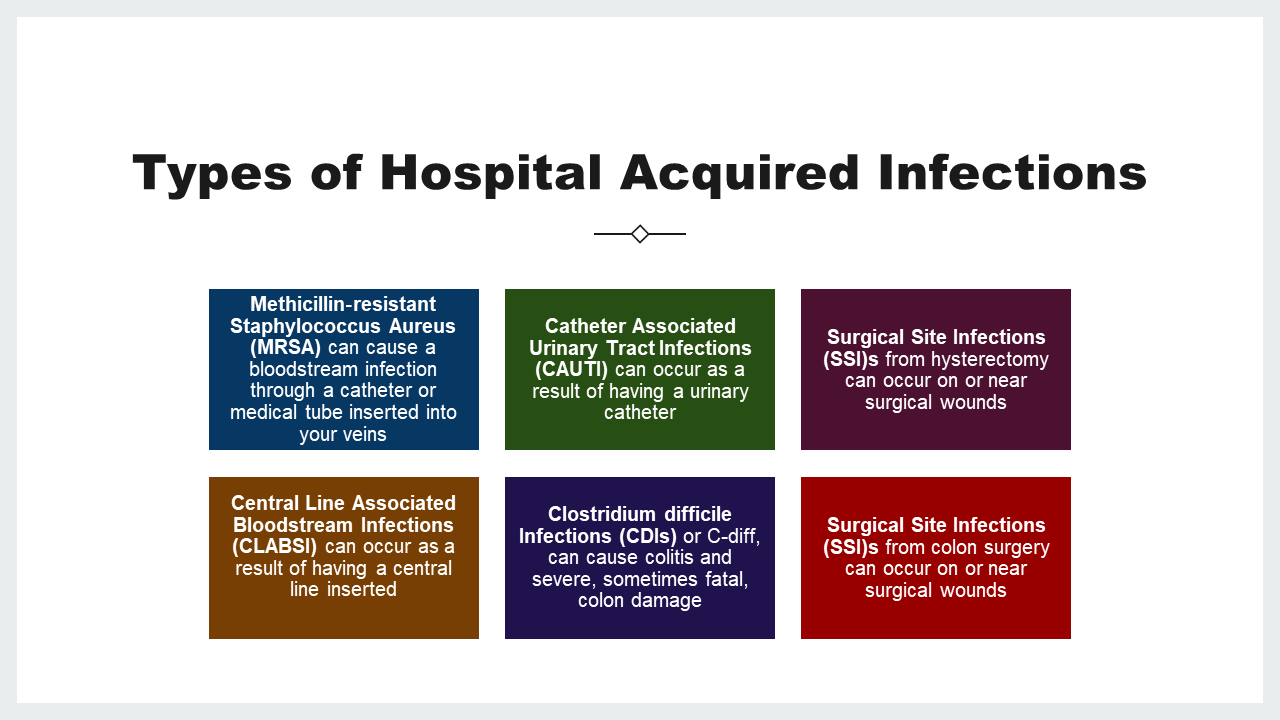 Types of Hospital Acquired Infections
Methicillin-resistant
Staphylococcus Aureus
(MRSA) can cause a
bloodstream infection
through a catheter or
medical tube inserted into
your veins
Catheter Associated
Urinary Tract Infections
(CAUTI) can occur as a
result of having a urinary
catheter
Surgical Site Infections
(SSI)s from hysterectomy
can occur on or near
surgical wounds
Central Line Associated
Bloodstream Infections
(CLABSI) can occur as a
result of having a central
line inserted
Clostridium difficile
Infections (CDIs) or C-diff,
can cause colitis and
severe, sometimes fatal,
colon damage
Surgical Site Infections
(SSI)s from colon surgery
can occur on or near
surgical wounds